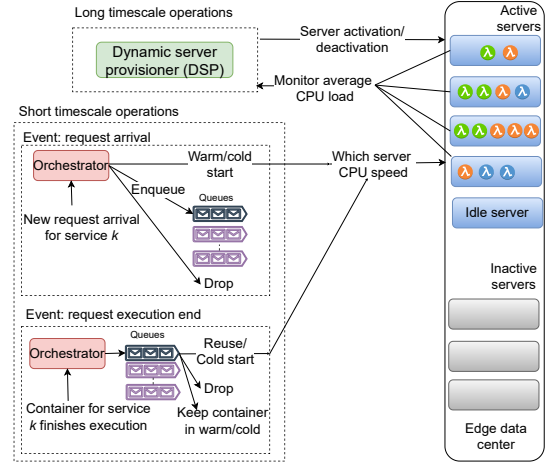 Long timescale operations
Dynamic server
provisioner (DSP)
Server activation/
deactivation
Monitor average
CPU load
Active
servers
λ λ
λ λ λ λ
λ λ λ λ λ
λ λ λ
Idle server
Inactive
servers
Edge data
center
Short timescale operations
Event: request arrival
Orchestrator
Warm/cold
start
Which server
CPU speed
Enqueue
Queues
New request arrival
for service k
Drop
Event: request execution end
Queues
Orchestrator
Reuse/
Cold start
Drop
Container for service
k finishes execution
Keep container
in warm/cold